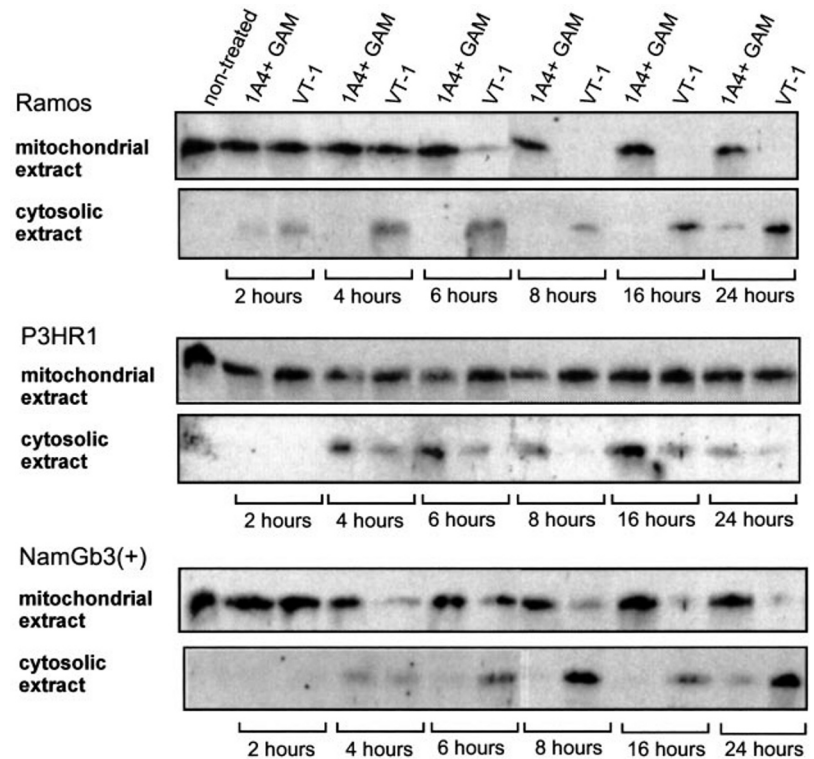 non-treated 1A4+ GAM VT-1 1A4+ GAM VT-1 1A4+ GAM VT-1 1A4+ GAM VT-1 1A4+ GAM VT-1 1A4+ GAM VT-1
Ramos
mitochondrial
extract
cytosolic
extract
2 hours 4 hours 6 hours 8 hours 16 hours 24 hours
P3HR1
mitochondrial
extract
cytosolic
extract
2 hours 4 hours 6 hours 8 hours 16 hours 24 hours
NamGb3(+)
mitochondrial
extract
cytosolic
extract
2 hours 4 hours 6 hours 8 hours 16 hours 24 hours